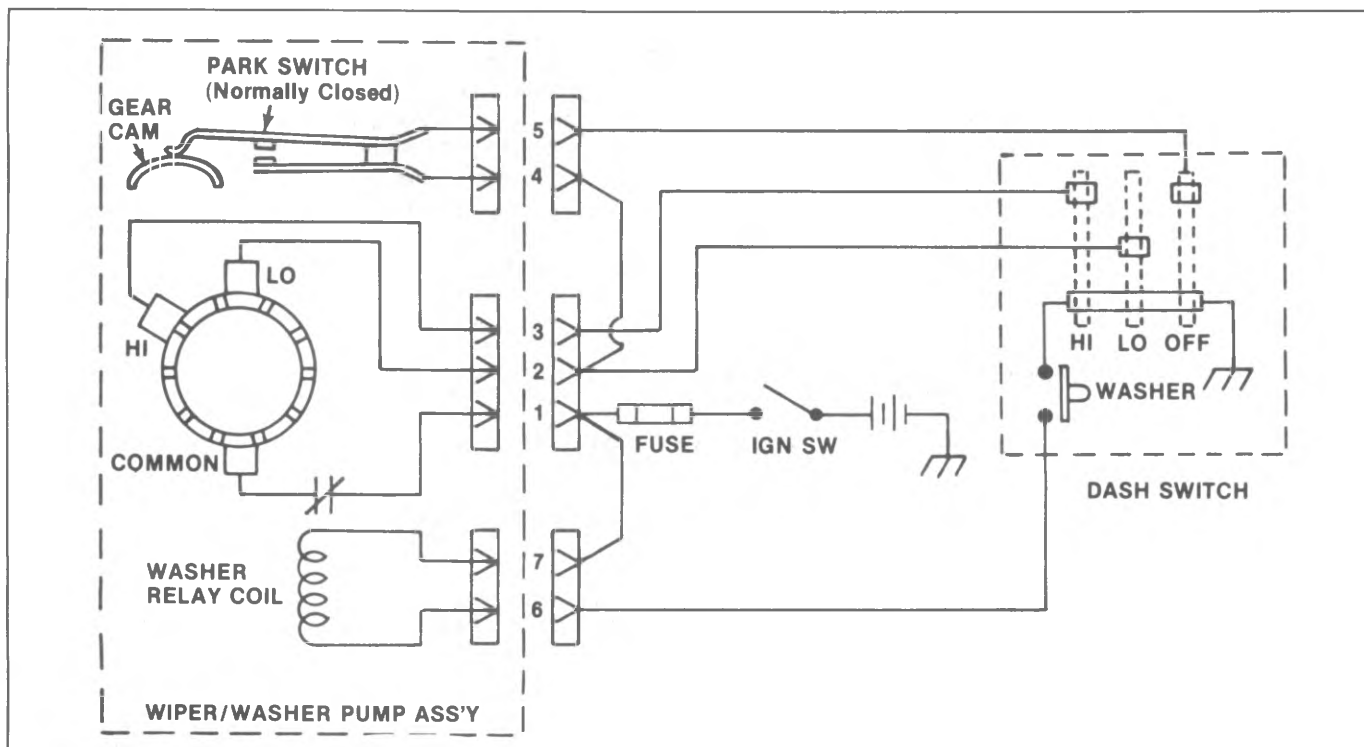 PARK SWITCH
(Normally Closed)
GEAR
CAM
5
4
LO
HI
COMMON
3
2
1
FUSE
IGN SW
HI LO OFF
WASHER
DASH SWITCH
WASHER
RELAY COIL
7
6
WIPER/WASHER PUMP ASS'Y